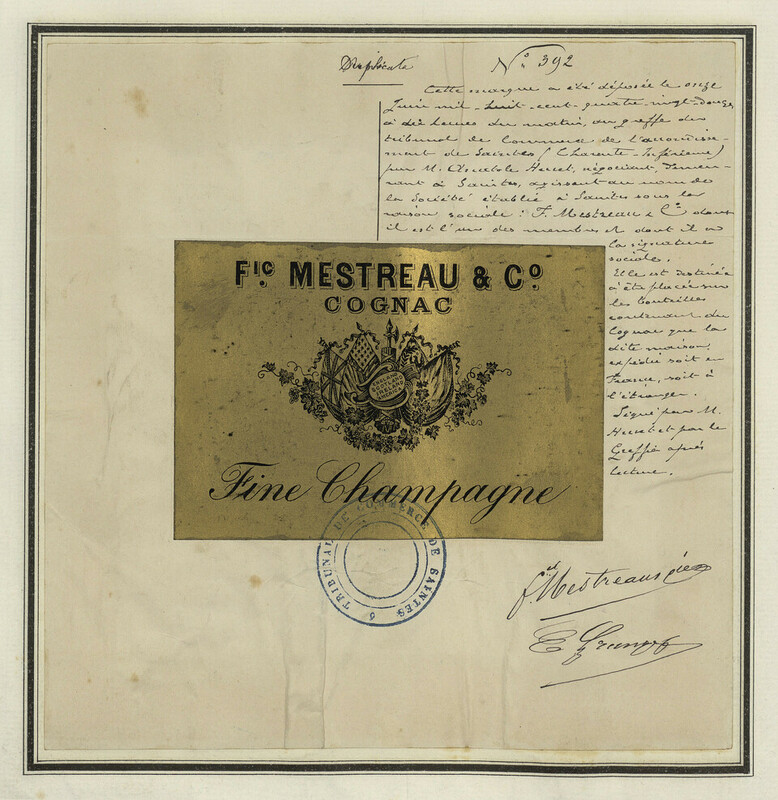 Duplicata
N° 392
Cette marque a été déposée le onze
Juin mil-huit-cent-quatre-vingt-douze,
à dix heures du matin, au greffe du
tribunal de Commerce de l'arrondisse-
ment de Saintes (Charente-Inférieure)
par M. Anatole Huret, négociant, demeu-
rant à Saintes, agissant au nom de
la Société établie à Saintes sous la
raison sociale: F. Mestreau & Cie dont
il est l'un des membres et dont il a
la signature
sociale.
Elle est destinée
à être placée sur
les bouteilles
contenant du
Cognac que la
dite maison
expédie soit en
France, soit à
l'étranger.
Signé par M.
Huret et par le
Greffier après
lecture.
FIC MESTREAU & CO
COGNAC
Fine Champagne
TRIBUNAL DE COMMERCE DE SAINTES
f. Mestreau & cie